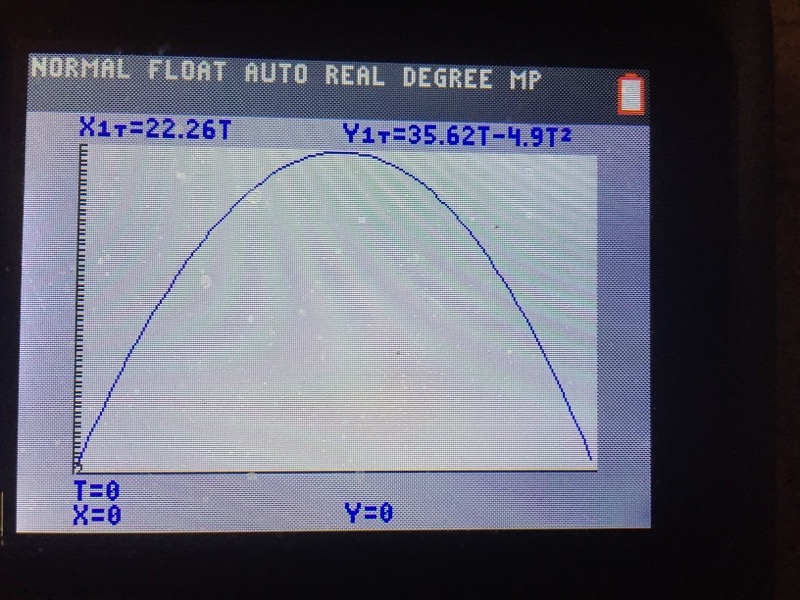 NORMAL FLOAT AUTO REAL DEGREE MP
X1T=22.26T Y1T=35.62T-4.9T²
T=0
X=0 Y=0